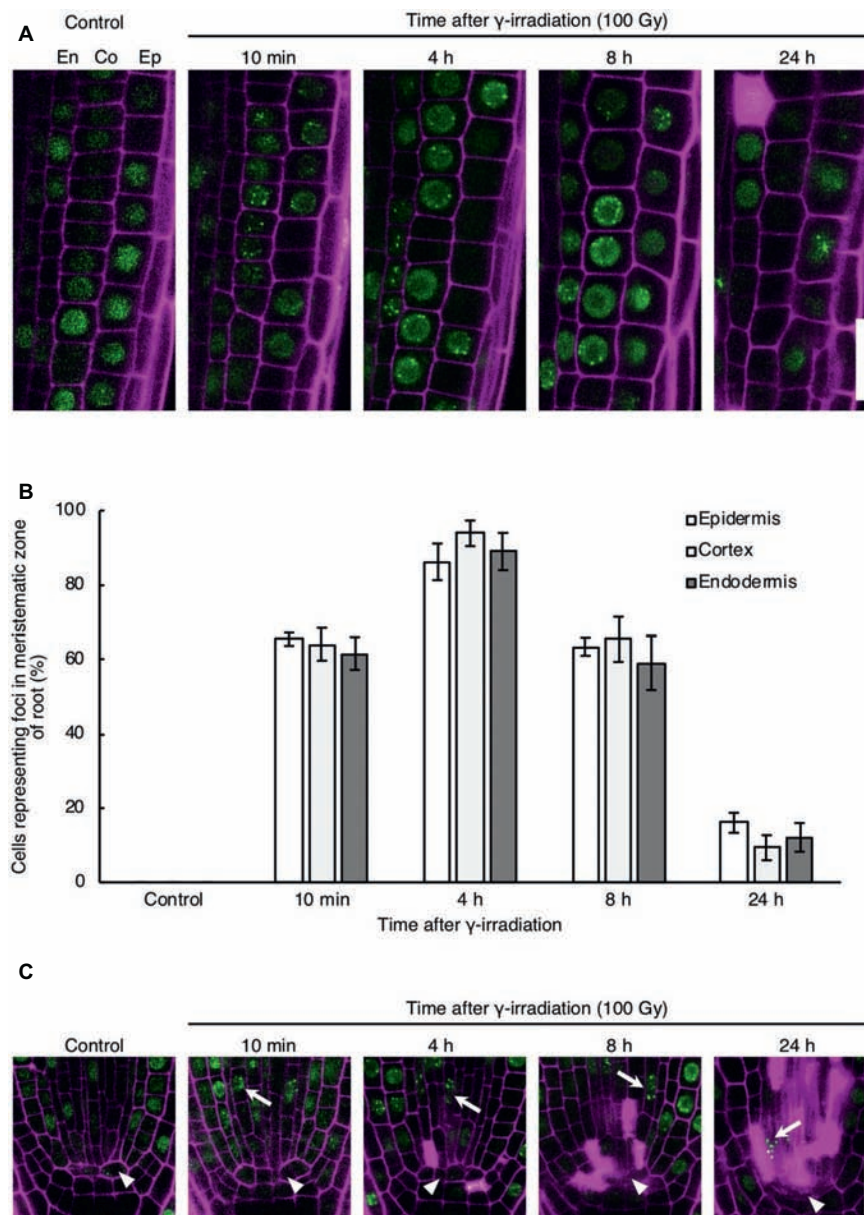 A
Control
Time after γ-irradiation (100 Gy)
En Co Ep
10 min
4 h
8 h
24 h
B
100
80
60
40
20
0
Cells representing foci in meristematic zone
of root (%)
Epidermis
Cortex
Endodermis
Control
10 min
4 h
8 h
24 h
Time after γ-irradiation
C
Time after γ-irradiation (100 Gy)
Control
10 min
4 h
8 h
24 h